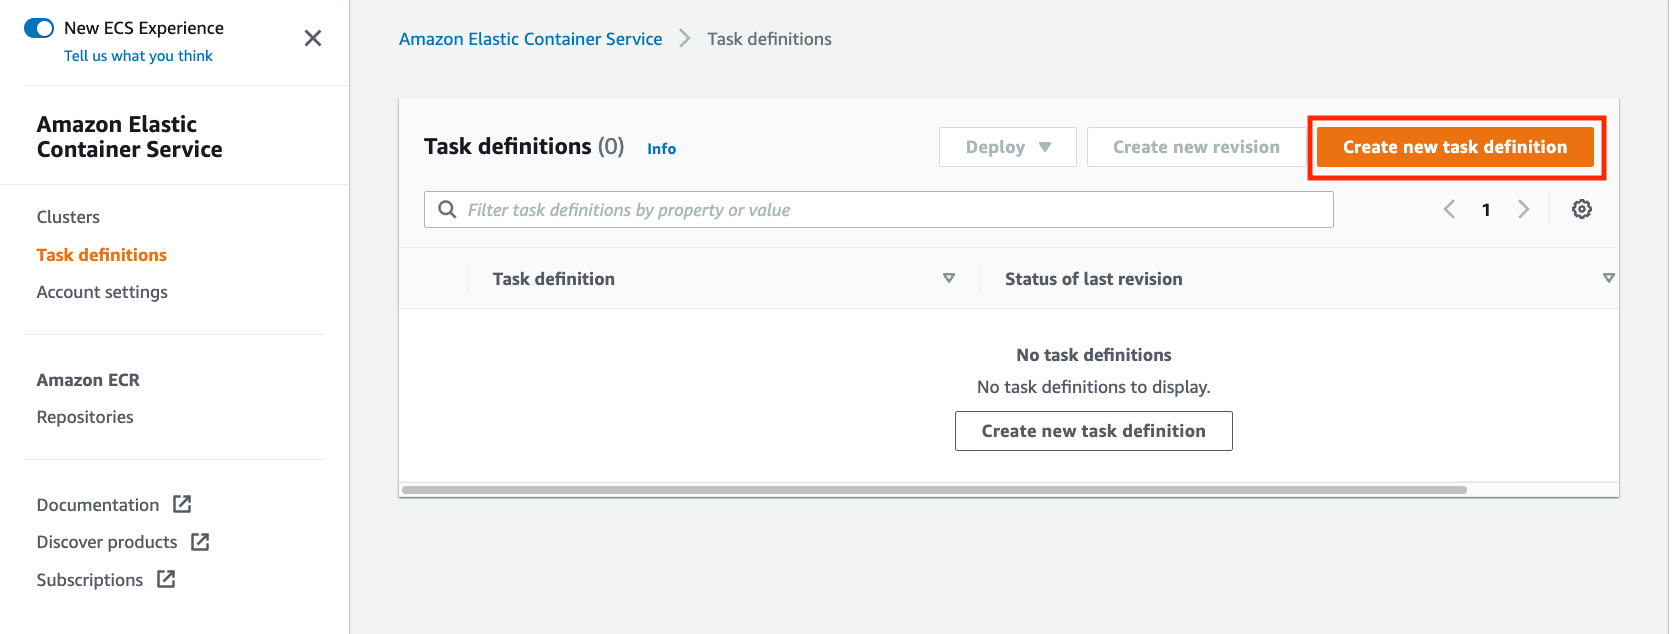 New ECS Experience
Tell us what you think
Amazon Elastic
Container Service
Clusters
Task definitions
Account settings
Amazon ECR
Repositories
Documentation
Discover products
Subscriptions
Amazon Elastic Container Service > Task definitions
Task definitions (0) Info
Deploy Create new revision Create new task definition
Filter task definitions by property or value
1
Task definition Status of last revision
No task definitions
No task definitions to display.
Create new task definition